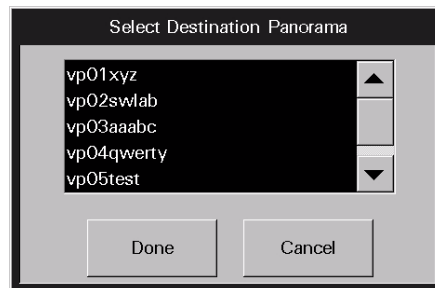 Select Destination Panorama
vp01xyz
vp02swlab
vp03aaabc
vp04qwerty
vp05test
Done
Cancel